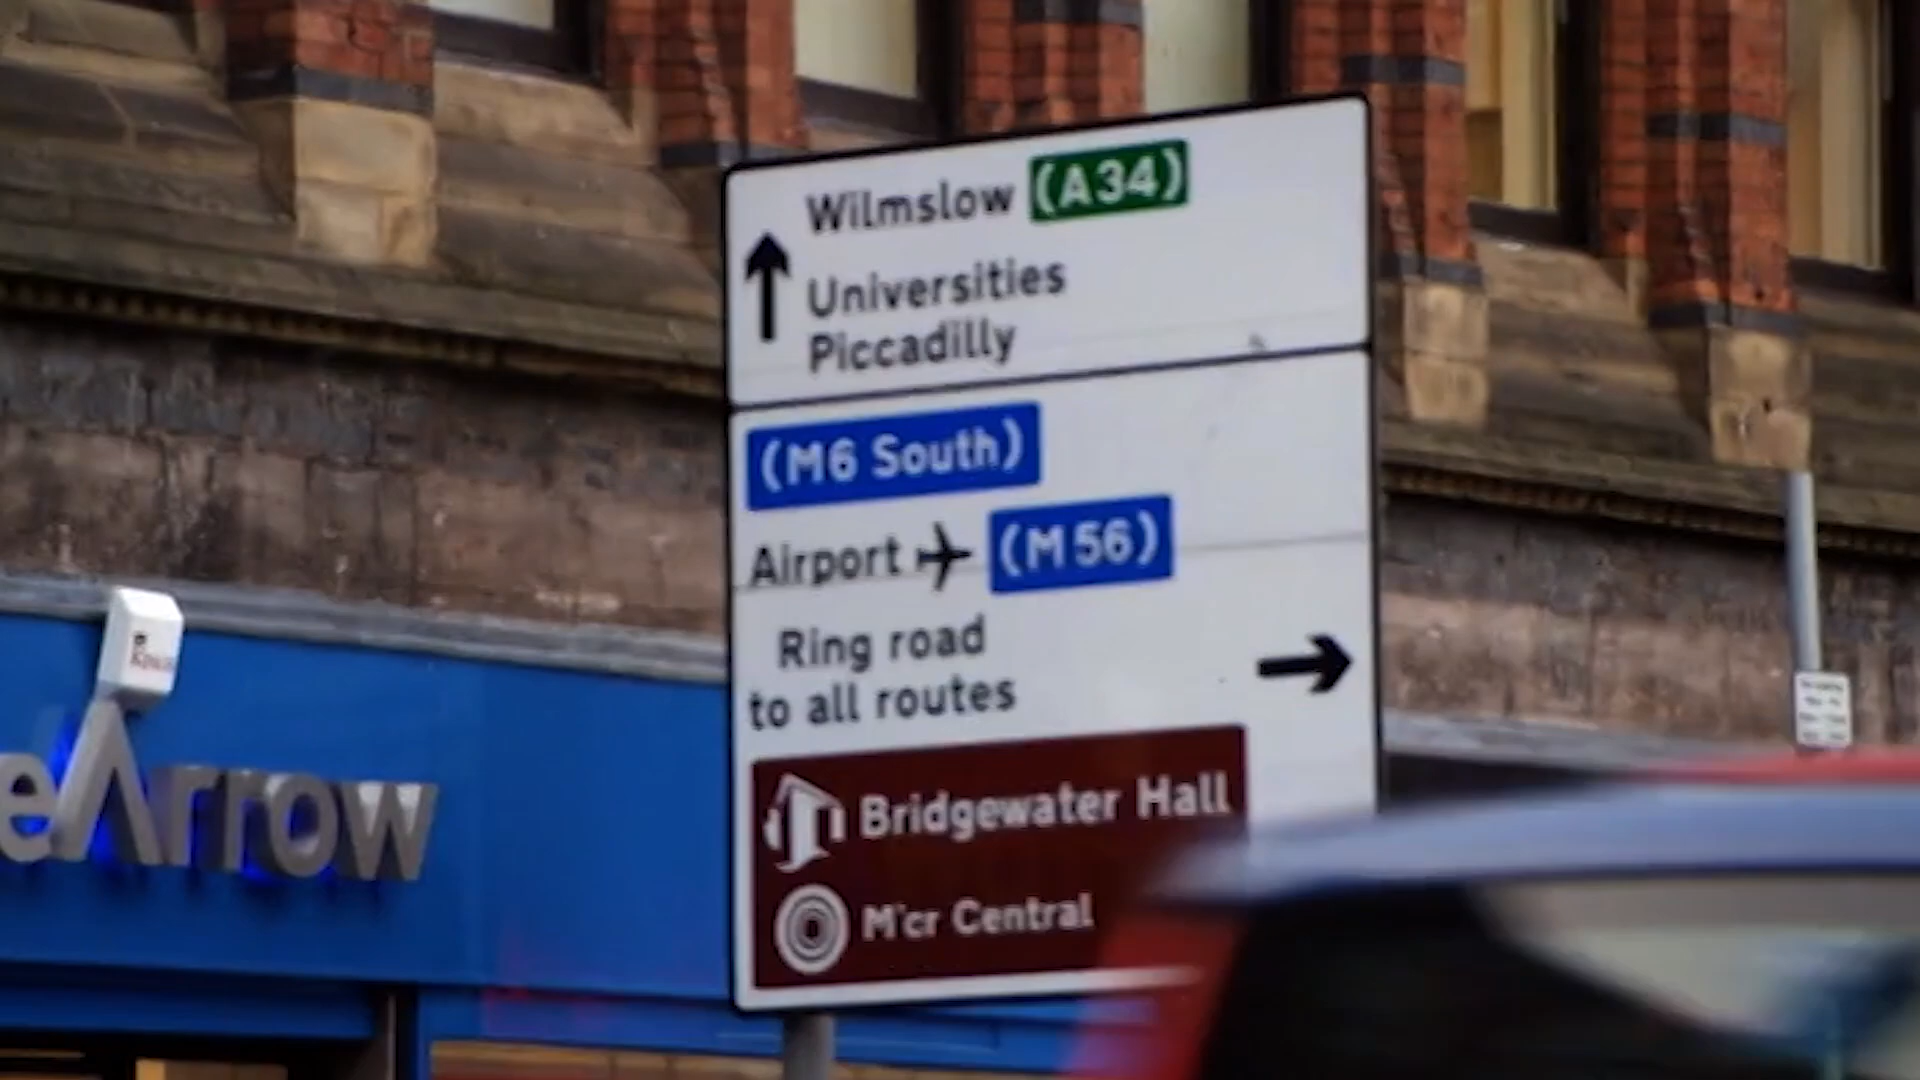 Wilmslow (A34)
Universities
Piccadilly
(M6 South)
Airport (M56)
Ring road
to all routes
Bridgewater Hall
M'cr Central
eArrow